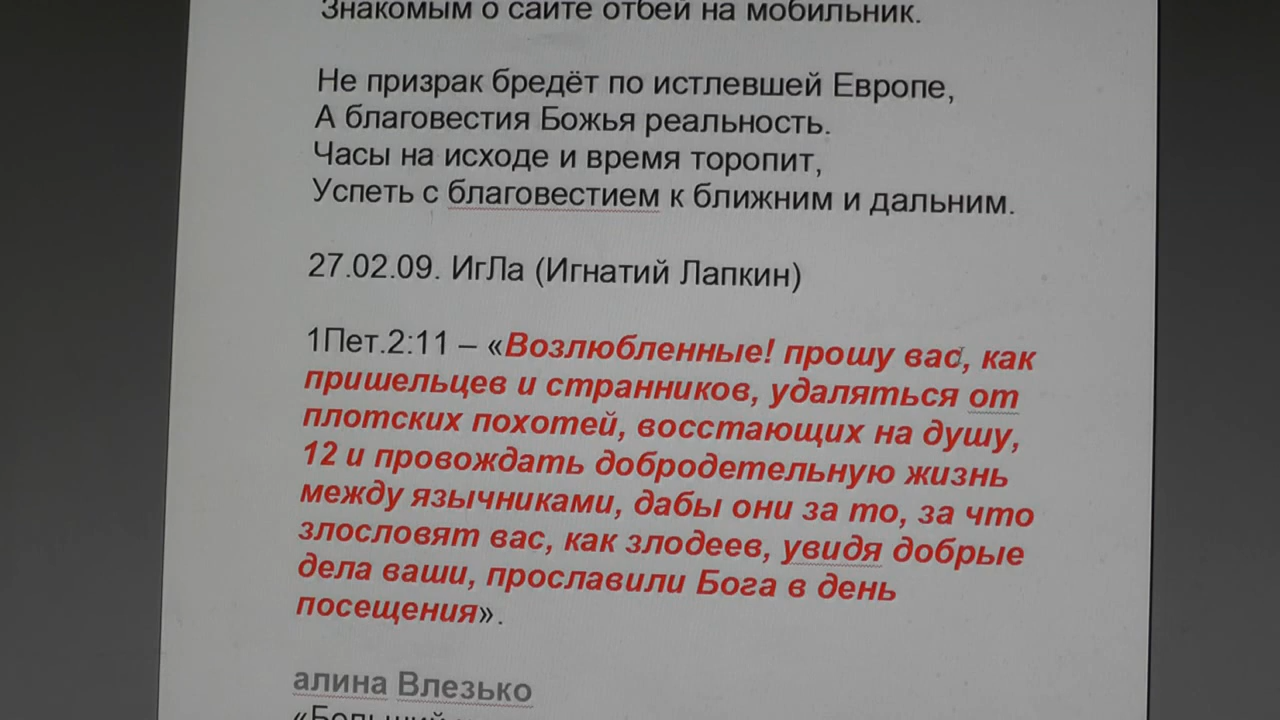 Знакомым о сайте отбей на мобильник.
Не призрак бредёт по истлевшей Европе,
А благовестия Божья реальность.
Часы на исходе и время торопит,
Успеть с благовестием к ближним и дальним.
27.02.09. ИгЛа (Игнатий Лапкин)
1Пет.2:11 – «Возлюбленные! прошу вас, как
пришельцев и странников, удаляться от
плотских похотей, восстающих на душу,
12 и провождать добродетельную жизнь
между язычниками, дабы они за то, за что
злословят вас, как злодеев, увидя добрые
дела ваши, прославили Бога в день
посещения».
алина Влезько